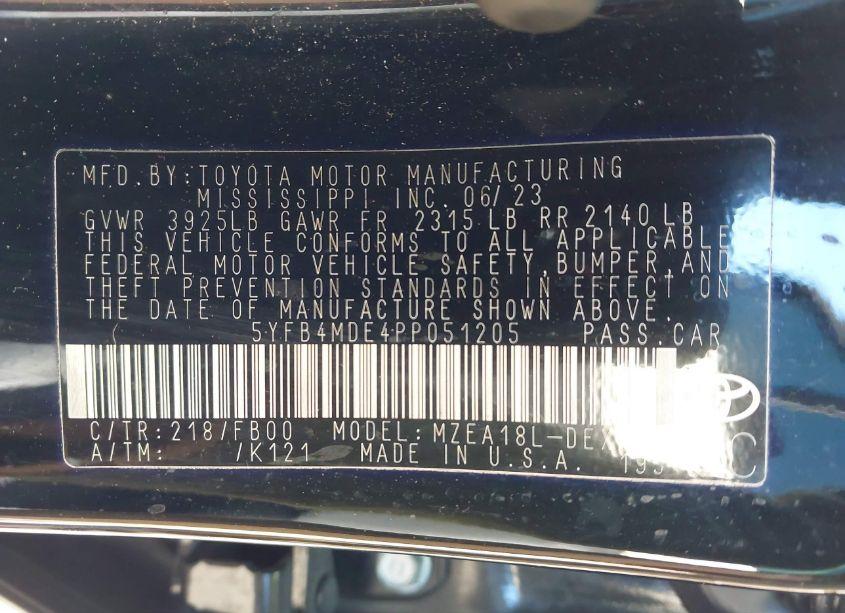 MFD. BY: TOYOTA MOTOR MANUFACTURING
MISSISSIPPI INC. 06/23
GVWR 3925LB GAWR FR 2315 LB RR 2140 LB
THIS VEHICLE CONFORMS TO ALL APPLICABLE
FEDERAL MOTOR VEHICLE SAFETY, BUMPER, AND
THEFT PREVENTION STANDARDS IN EFFECT ON
THE DATE OF MANUFACTURE SHOWN ABOVE.
5YFB4MDE4PP051205 PASS. CAR
C/TR: 218/FB00 MODEL:
A/TM: /K121 MADE IN U.S.A. C